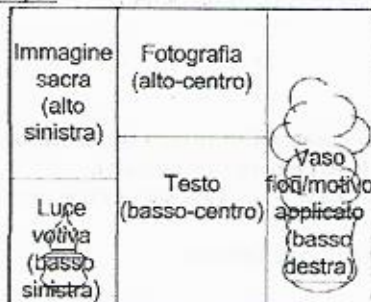 Immagine
sacra
(alto
sinistra)
Fotografia
(alto-centro)
Luce
votiva
(basso
sinistra)
Testo
(basso-centro)
Vaso
fiori/motivo
applicato
(basso
destra)